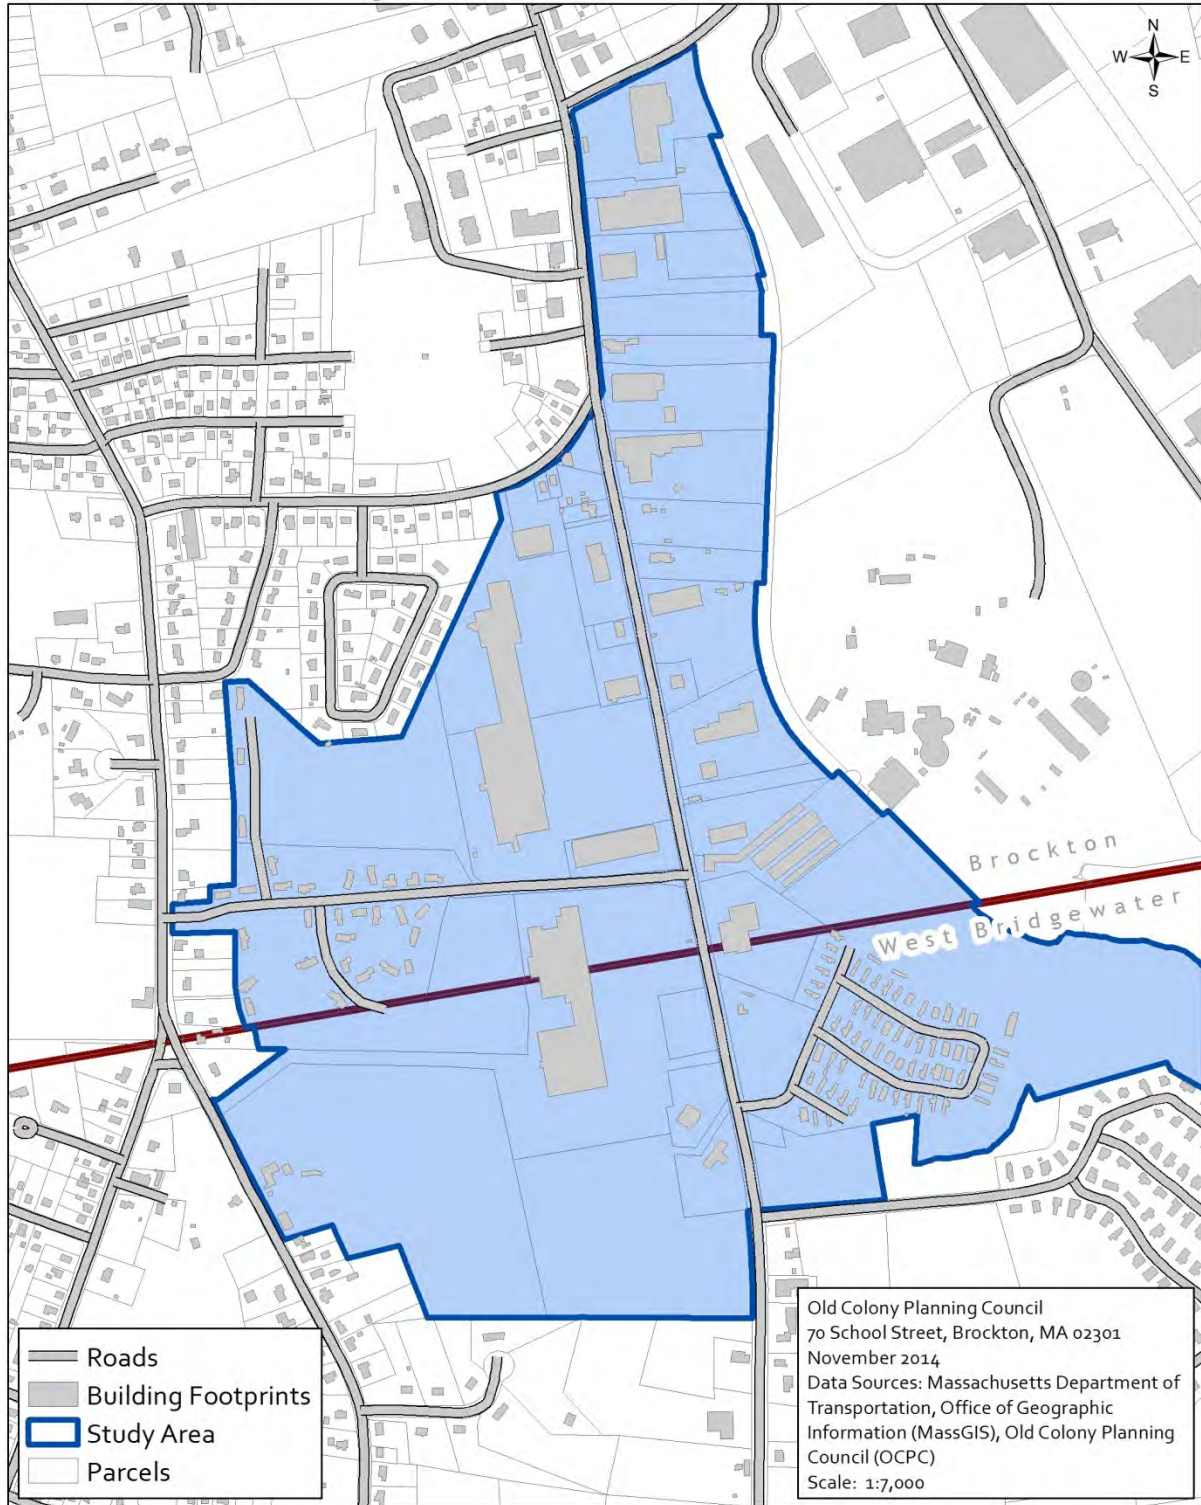 N
W E
S
Brockton
West Bridgewater
Roads
Building Footprints
Study Area
Parcels
Old Colony Planning Council
70 School Street, Brockton, MA 02301
November 2014
Data Sources: Massachusetts Department of
Transportation, Office of Geographic
Information (MassGIS), Old Colony Planning
Council (OCPC)
Scale: 1:7,000